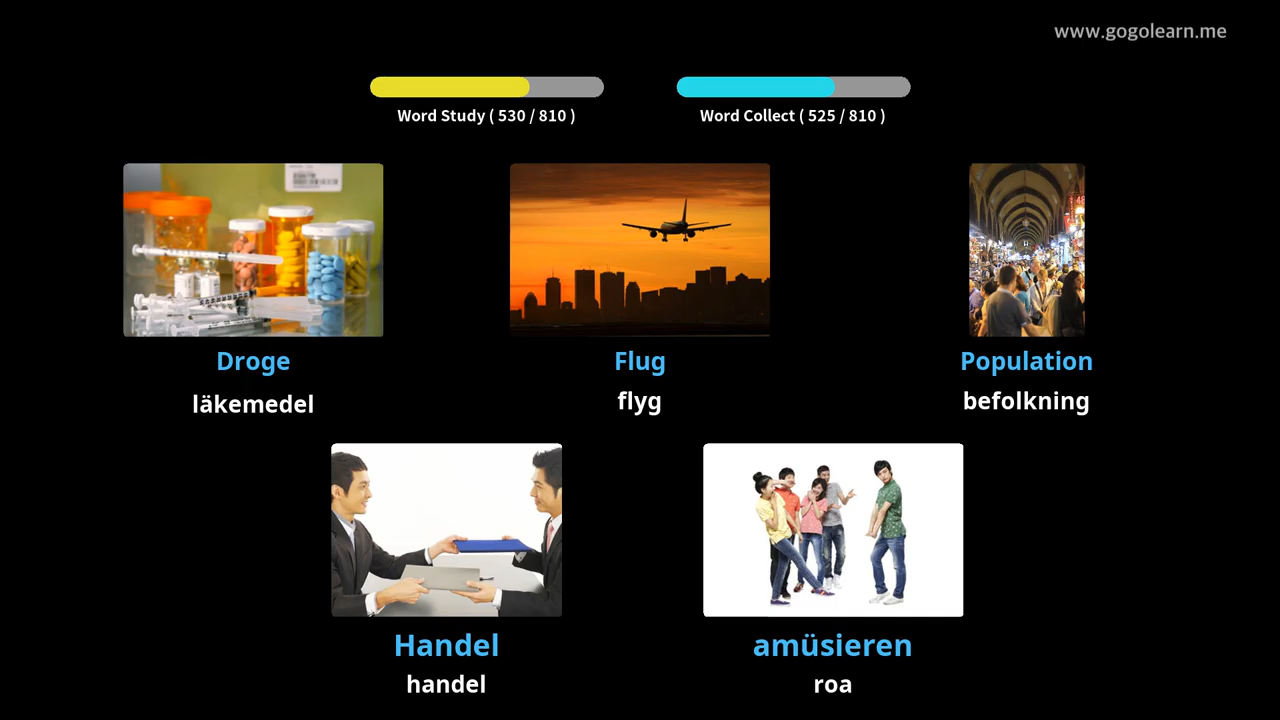 www.gogolearn.me
Word Study ( 530 / 810 )
Word Collect ( 525 / 810 )
Droge
läkemedel
Flug
flyg
Population
befolkning
Handel
handel
amüsieren
roa